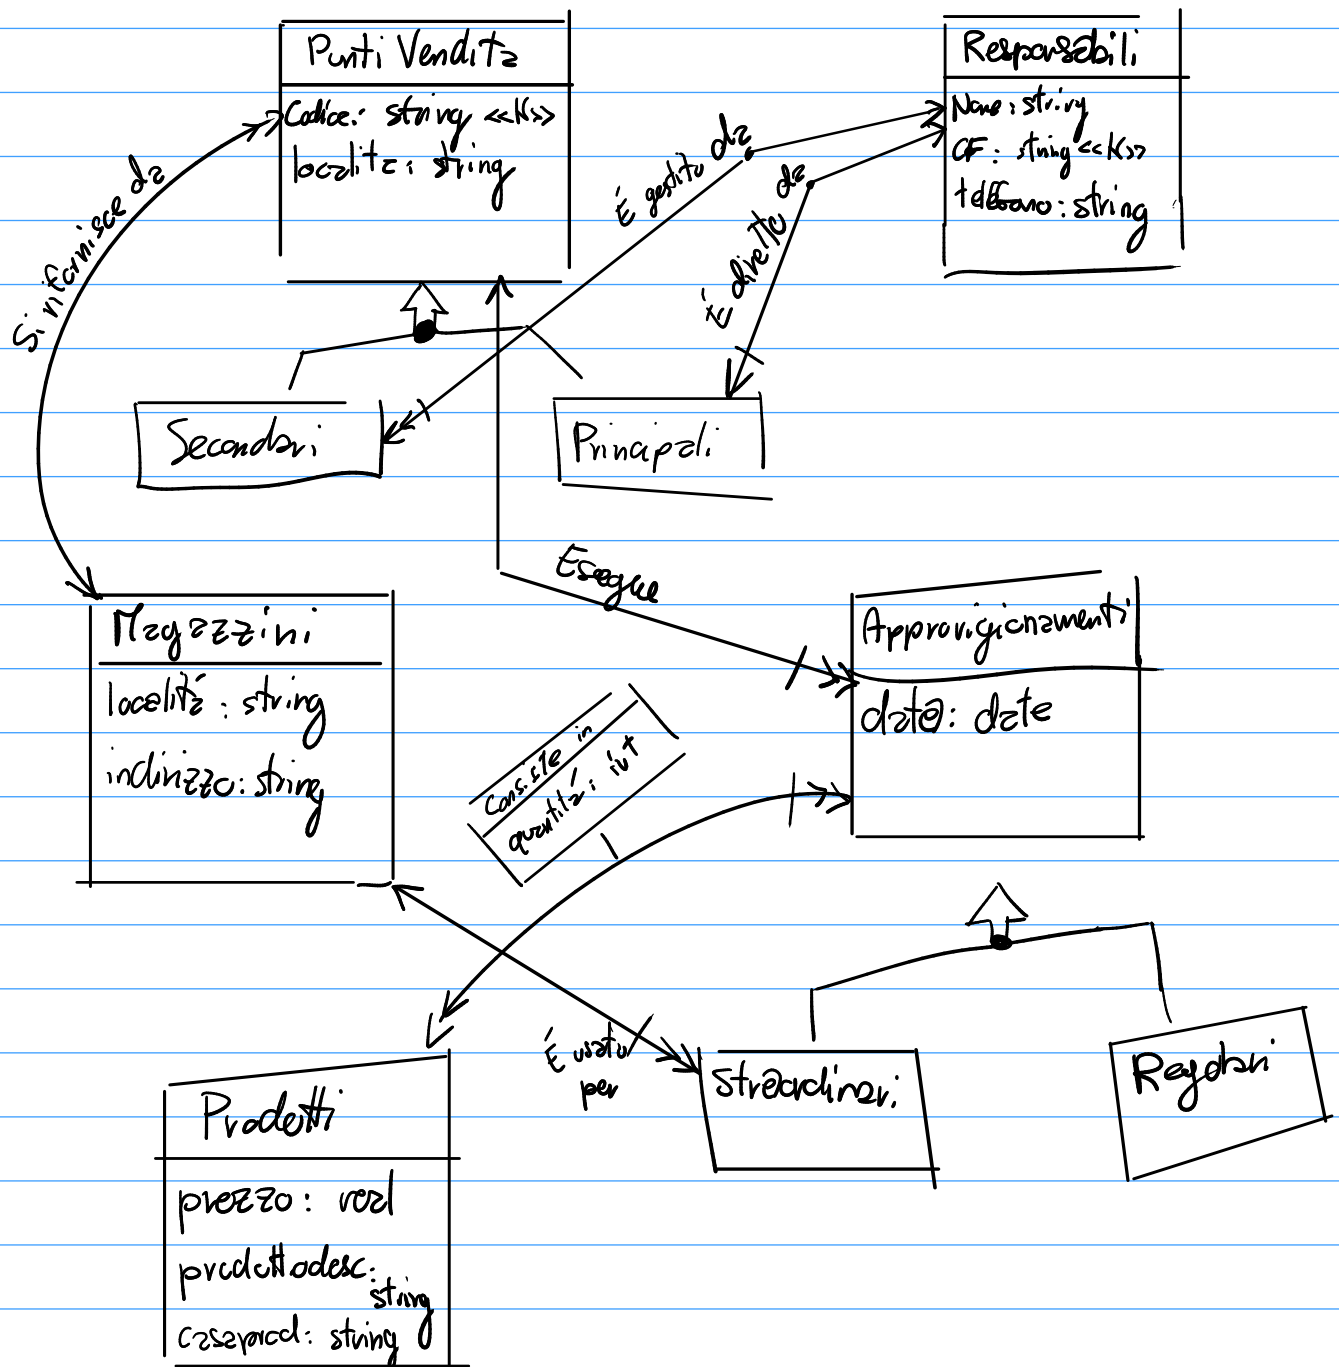 Punti Vendita
Codice: string <<K>>
località: string
Responsabili
Nome: string
CF: string <<K>>
telefono: string
È gestito da
È diretto da
Si rifornisce da
Secondari
Principali
Esegue
Magazzini
località: string
indirizzo: string
Approvigionamenti
data: date
Consiste in
quantità: int
È usato
per
Straordinari
Regolari
Prodotti
prezzo: real
prodottodesc:
string
casaprod: string